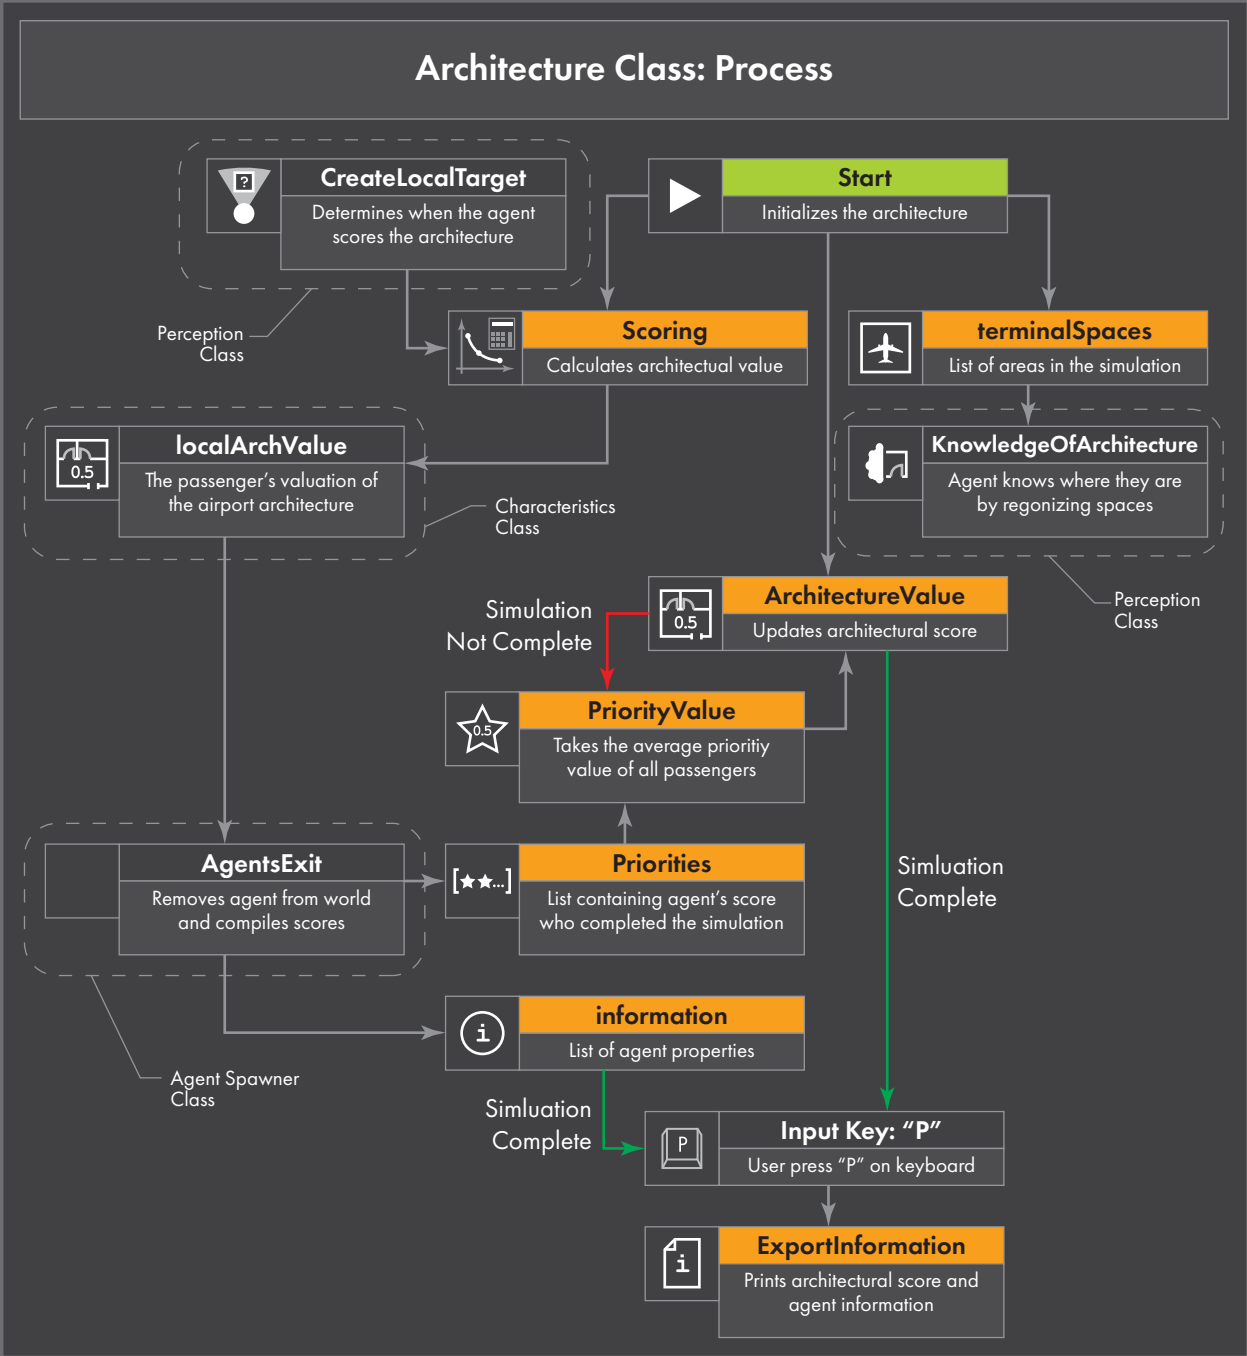 Architecture Class: Process
?
CreateLocalTarget
Determines when the agent
scores the architecture
Start
Initializes the architecture
Perception
Class
Scoring
Calculates architectual value
terminalSpaces
List of areas in the simulation
0.5
localArchValue
The passenger's valuation of
the airport architecture
KnowledgeOfArchitecture
Agent knows where they are
by regonizing spaces
Characteristics
Class
Perception
Class
Simulation
Not Complete
0.5
ArchitectureValue
Updates architectural score
0.5
PriorityValue
Takes the average prioritiy
value of all passengers
AgentsExit
Removes agent from world
and compiles scores
[★★...]
Priorities
List containing agent's score
who completed the simulation
Simluation
Complete
i
information
List of agent properties
Agent Spawner
Class
Simluation
Complete
P
Input Key: “P”
User press “P” on keyboard
i
ExportInformation
Prints architectural score and
agent information